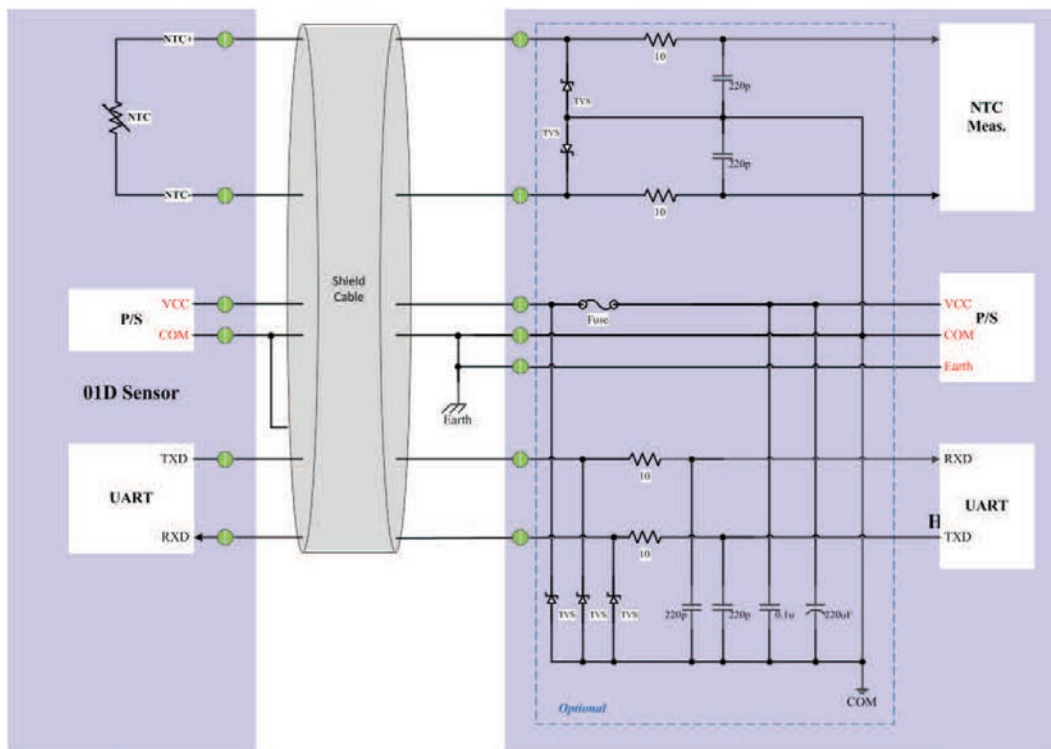 NTC+
10
220p
TVS
NTC
NTC
Meas.
TVS
220p
NTC-
10
Shield
Cable
VCC
P/S
COM
Fuse
VCC
P/S
COM
Earth
01D Sensor
Earth
TXD
UART
RXD
10
RXD
UART
H
TXD
10
TVS
TVS
TVS
220p
220p
0.1u
220uF
COM
Optional